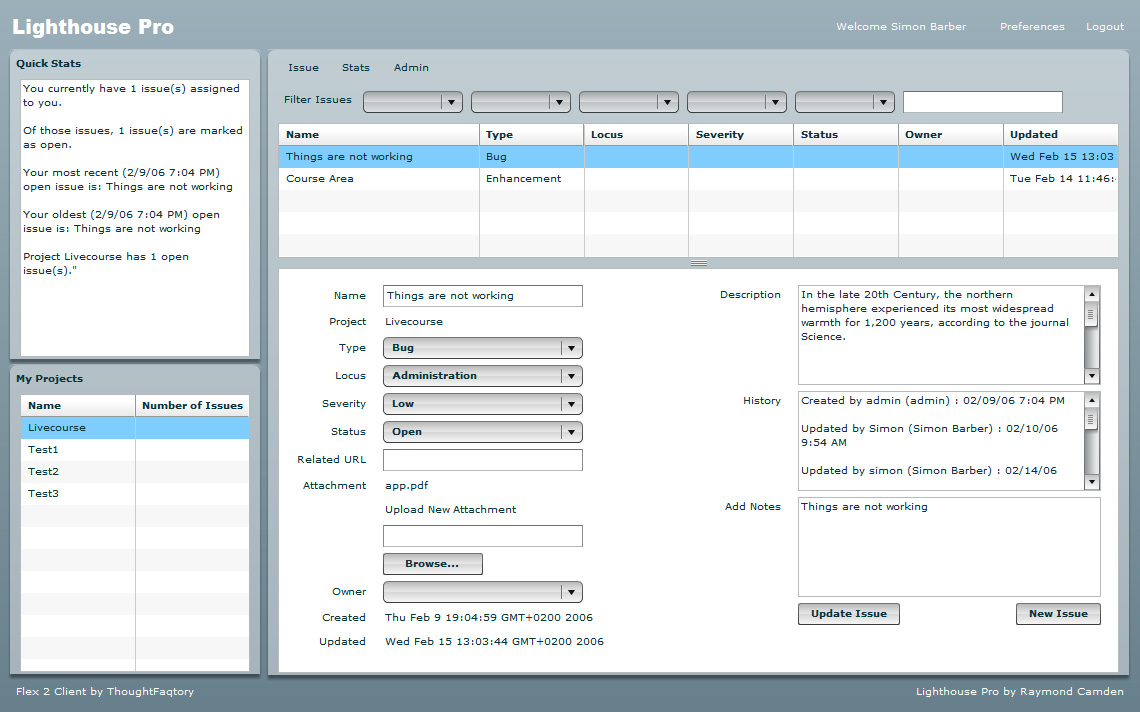 Lighthouse Pro
Welcome Simon Barber Preferences Logout
Quick Stats
You currently have 1 issue(s) assigned
to you.
Of those issues, 1 issue(s) are marked
as open.
Your most recent (2/9/06 7:04 PM)
open issue is: Things are not working
Your oldest (2/9/06 7:04 PM) open
issue is: Things are not working
Project Livecourse has 1 open
issue(s)."
My Projects
Name Number of Issues
Livecourse
Test1
Test2
Test3
Issue Stats Admin
Filter Issues
Name Type Locus Severity Status Owner Updated
Things are not working Bug Wed Feb 15 13:03
Course Area Enhancement Tue Feb 14 11:46:
Name Things are not working
Project Livecourse
Type Bug
Locus Administration
Severity Low
Status Open
Related URL
Attachment app.pdf
Upload New Attachment
Browse...
Owner
Created Thu Feb 9 19:04:59 GMT+0200 2006
Updated Wed Feb 15 13:03:44 GMT+0200 2006
Description In the late 20th Century, the northern
hemisphere experienced its most widespread
warmth for 1,200 years, according to the journal
Science.
History Created by admin (admin) : 02/09/06 7:04 PM
Updated by Simon (Simon Barber) : 02/10/06
9:54 AM
Updated by simon (Simon Barber) : 02/14/06
Add Notes Things are not working
Update Issue New Issue
Flex 2 Client by ThoughtFaqtory
Lighthouse Pro by Raymond Camden